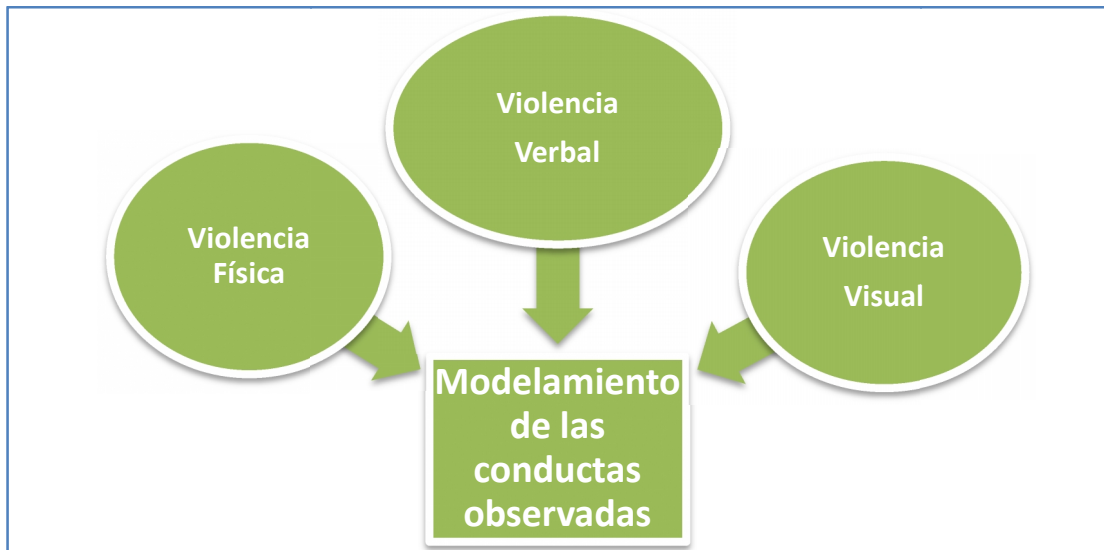 Violencia
Verbal
Violencia
Física
Violencia
Visual
Modelamiento
de las
conductas
observadas